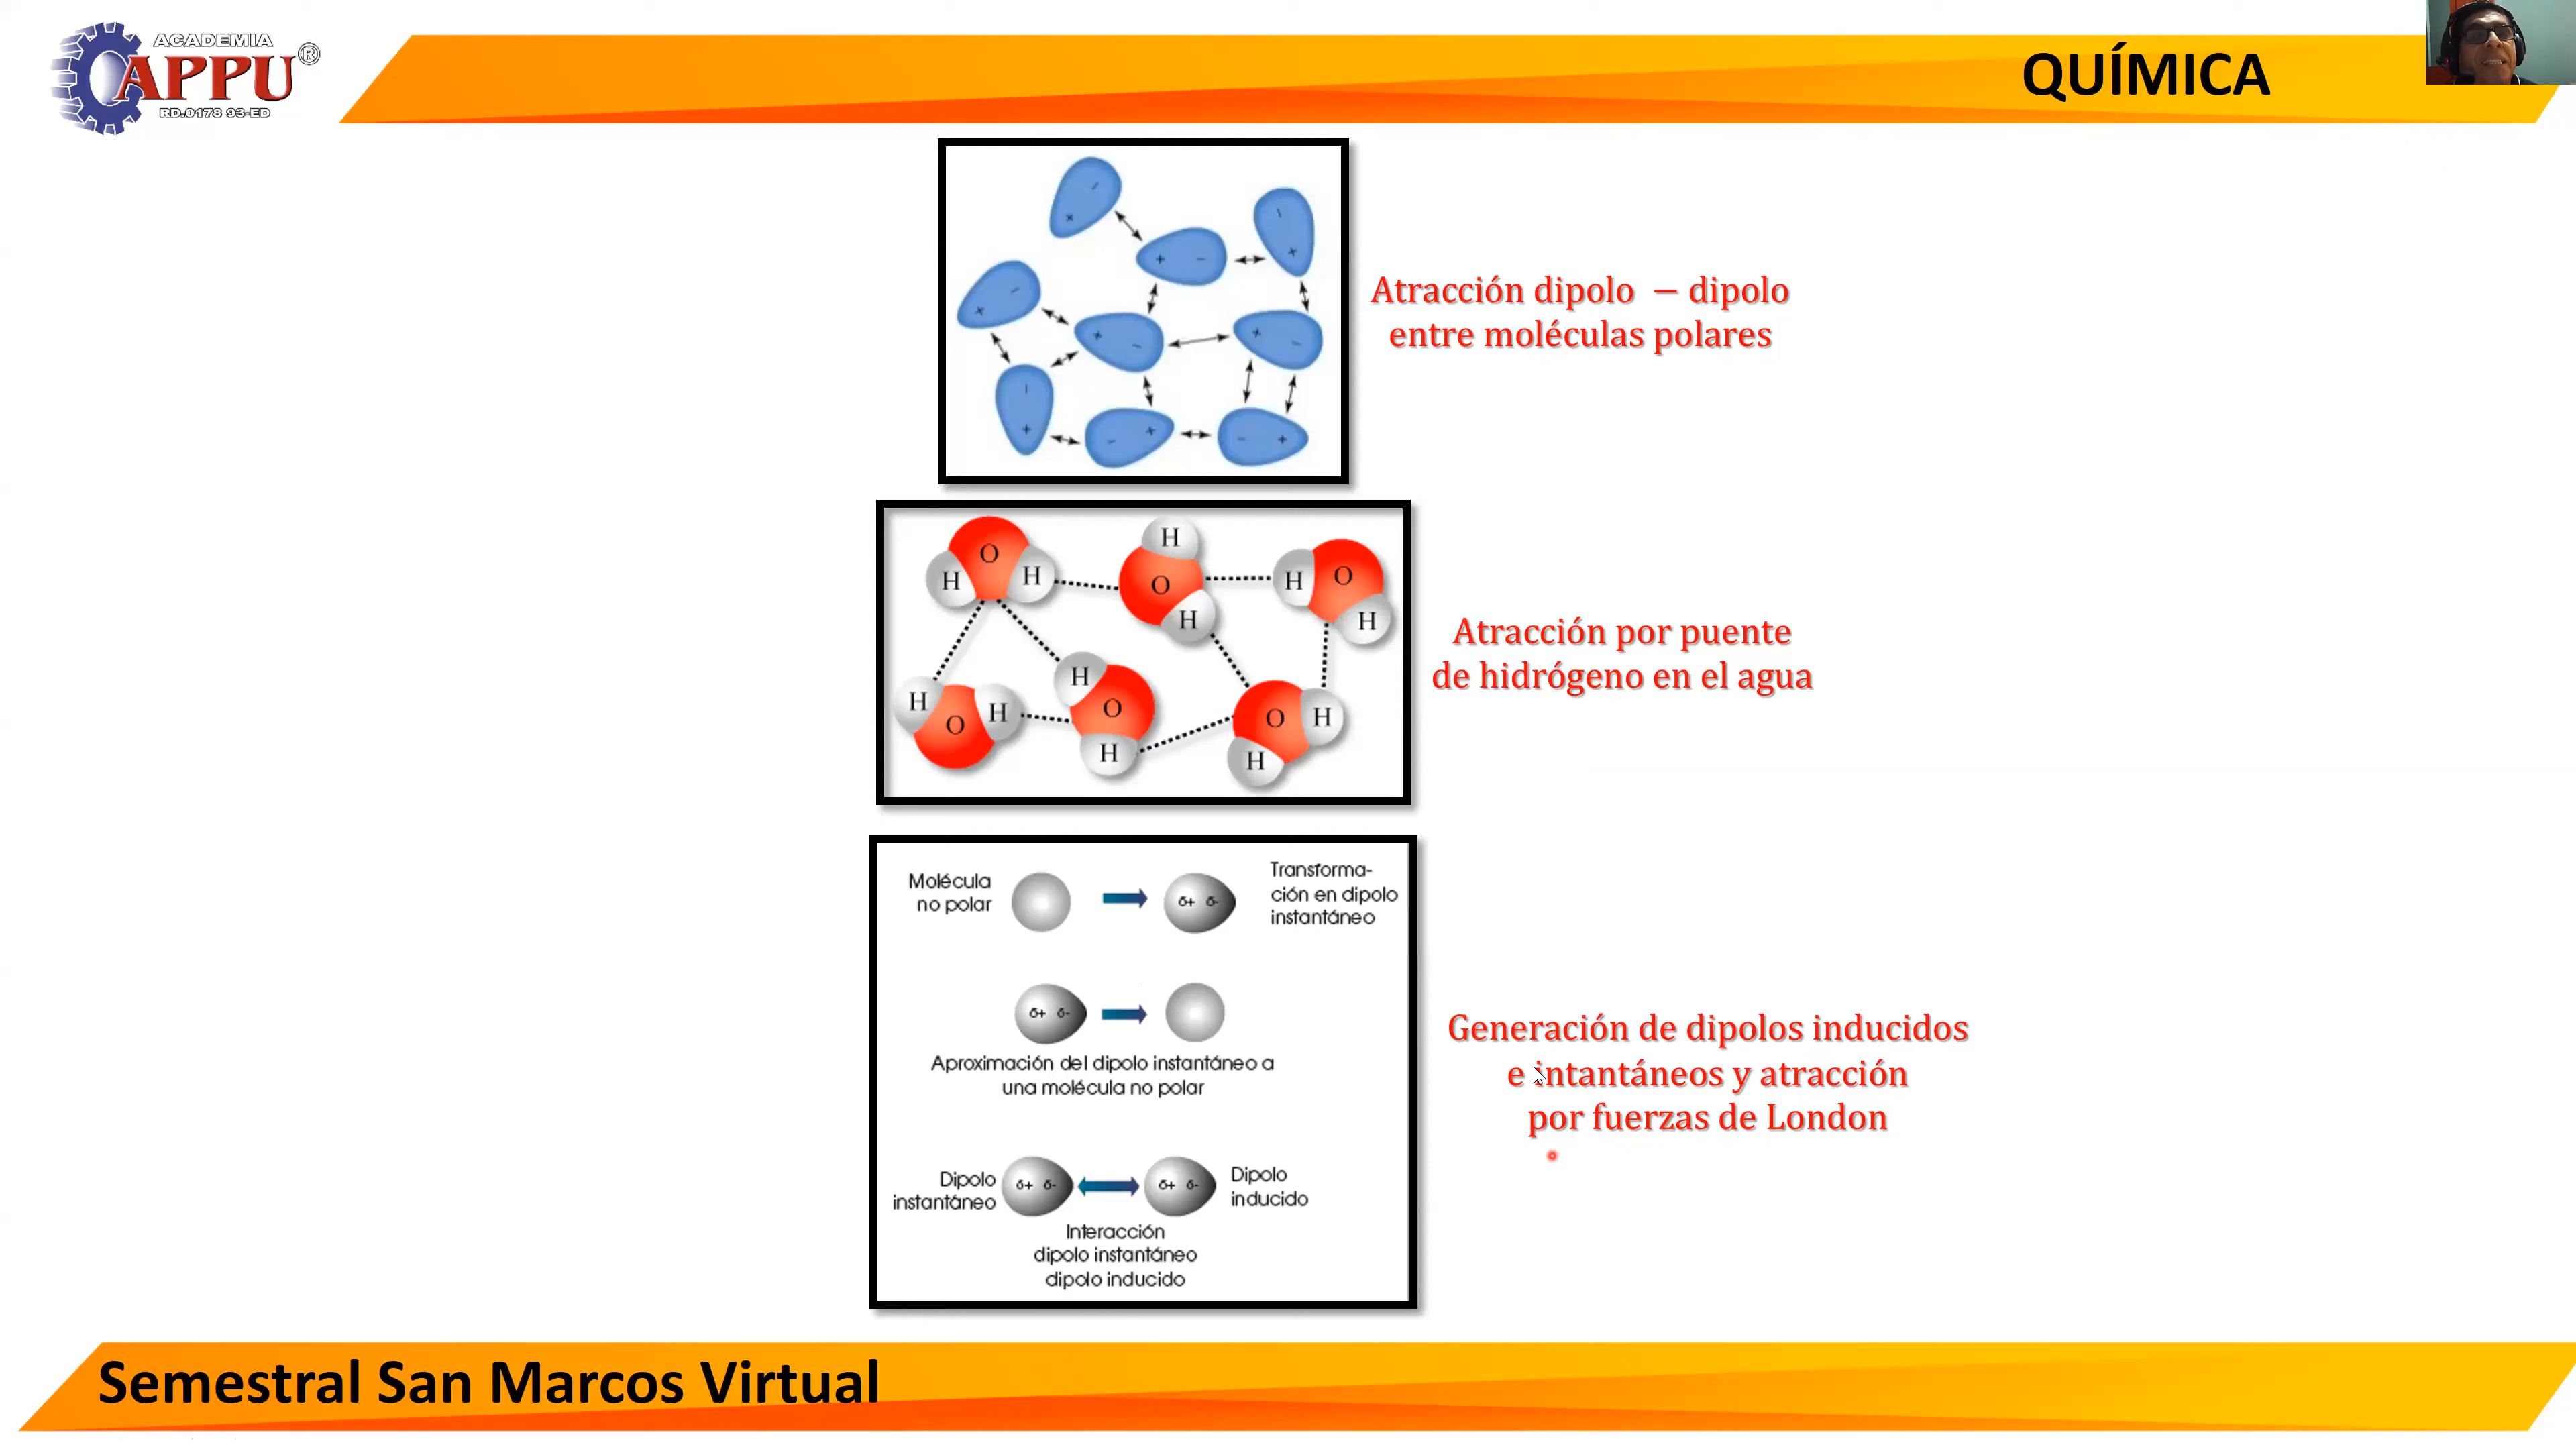 ACADEMIA
APPU®
RD.0178 93-ED
QUÍMICA
+ -
+ -
- +
+ -
+ -
+ -
- +
- +
- +
Atracción dipolo – dipolo
entre moléculas polares
O H H
H O H
H O H
H O H
H O H
O H H
Atracción por puente
de hidrógeno en el agua
Molécula
no polar
δ+ δ-
Transforma-
ción en dipolo
instantáneo
δ+ δ-
Aproximación del dipolo instantáneo a
una molécula no polar
Dipolo
instantáneo
δ+ δ-
δ+ δ-
Dipolo
inducido
Interacción
dipolo instantáneo
dipolo inducido
Generación de dipolos inducidos
e intantáneos y atracción
por fuerzas de London
Semestral San Marcos Virtual